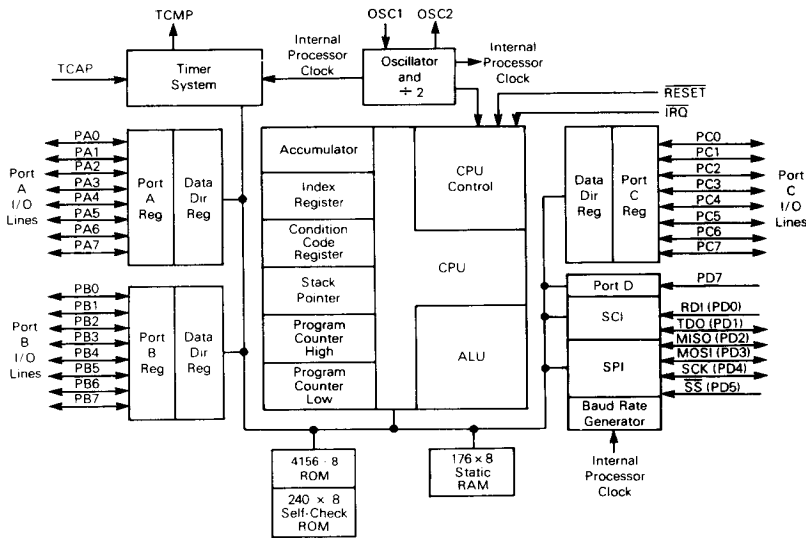 TCMP
OSC1
OSC2
TCAP
Timer
System
Internal
Processor
Clock
Oscillator
and
÷ 2
Internal
Processor
Clock
RESET
IRQ
Port
A
I/O
Lines
PA0
PA1
PA2
PA3
PA4
PA5
PA6
PA7
Port
A
Reg
Data
Dir
Reg
Accumulator
Index
Register
Condition
Code
Register
Stack
Pointer
Program
Counter
High
Program
Counter
Low
CPU
Control
CPU
ALU
Data
Dir
Reg
Port
C
Reg
PC0
PC1
PC2
PC3
PC4
PC5
PC6
PC7
Port
C
I/O
Lines
Port
B
I/O
Lines
PB0
PB1
PB2
PB3
PB4
PB5
PB6
PB7
Port
B
Reg
Data
Dir
Reg
Port D
SCI
SPI
Baud Rate
Generator
PD7
RDI (PD0)
TDO (PD1)
MISO (PD2)
MOSI (PD3)
SCK (PD4)
SS (PD5)
Internal
Processor
Clock
4156 · 8
ROM
240 × 8
Self-Check
ROM
176 × 8
Static
RAM